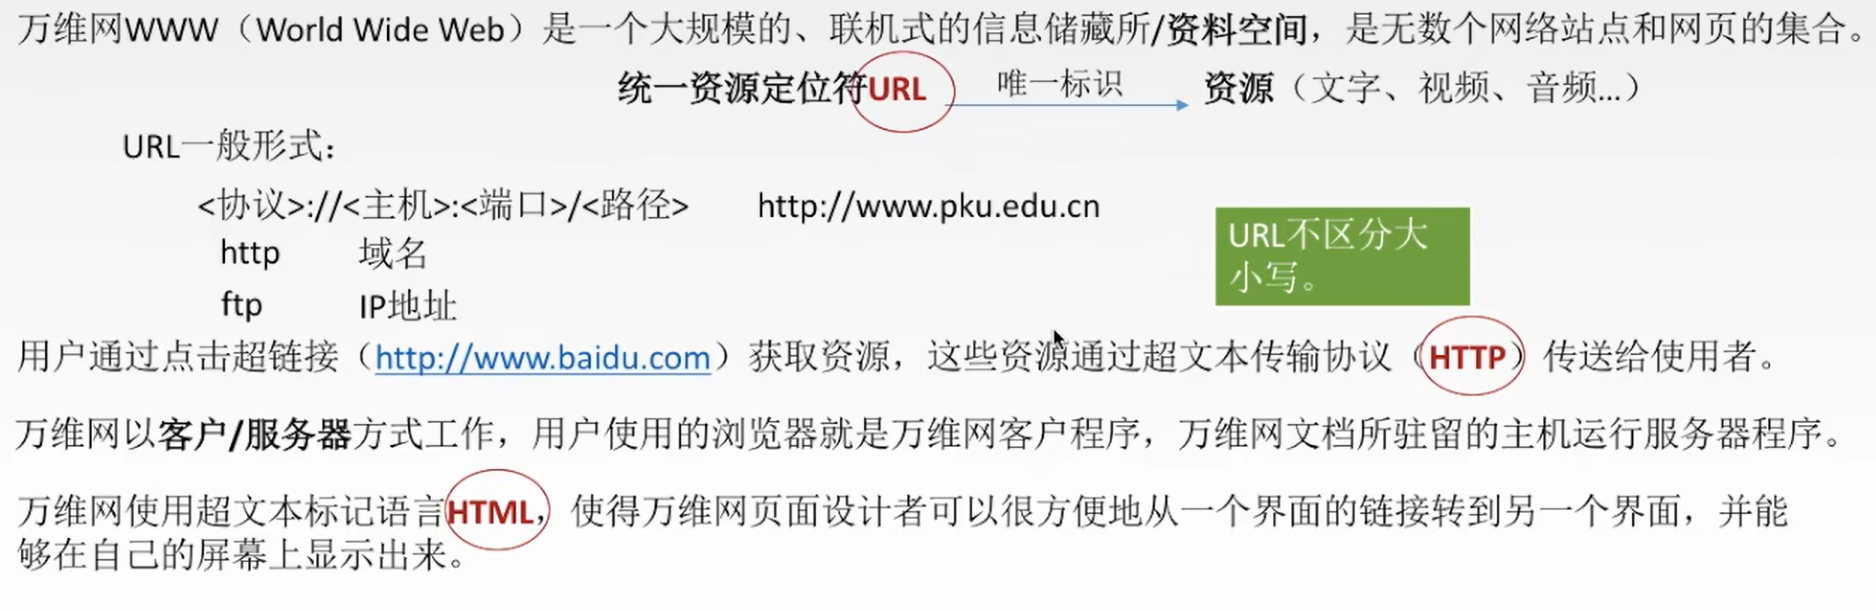 万维网WWW（World Wide Web）是一个大规模的、联机式的信息储藏所/资料空间，是无数个网络站点和网页的集合。
统一资源定位符URL 唯一标识 资源（文字、视频、音频...）
URL一般形式：
<协议>://<主机>:<端口>/<路径> http://www.pku.edu.cn
URL不区分大
小写。
http 域名
ftp IP地址
用户通过点击超链接（http://www.baidu.com）获取资源，这些资源通过超文本传输协议（HTTP）传送给使用者。
万维网以客户/服务器方式工作，用户使用的浏览器就是万维网客户程序，万维网文档所驻留的主机运行服务器程序。
万维网使用超文本标记语言HTML，使得万维网页面设计者可以很方便地从一个界面的链接转到另一个界面，并能
够在自己的屏幕上显示出来。